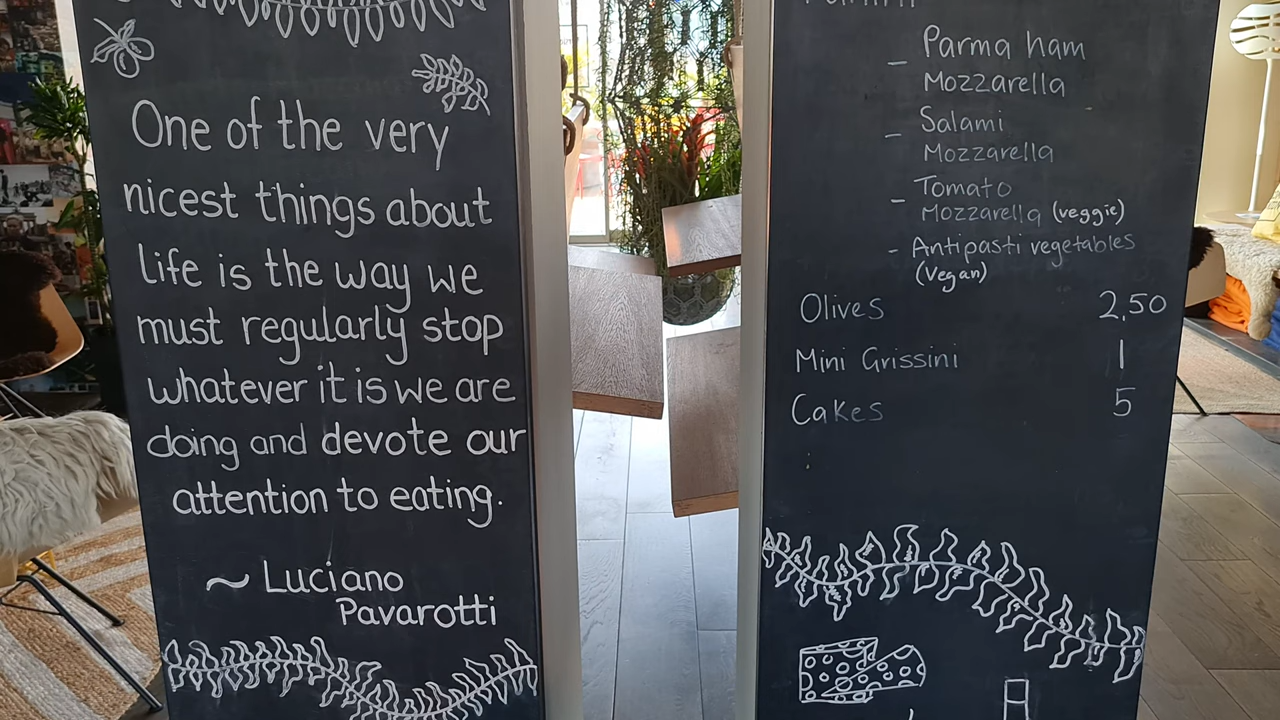 One of the very
nicest things about
life is the way we
must regularly stop
whatever it is we are
doing and devote our
attention to eating.
~ Luciano
Pavarotti
Panini
- Parma ham
Mozzarella
- Salami
Mozzarella
- Tomato
Mozzarella (veggie)
- Antipasti vegetables
(Vegan)
Olives 2,50
Mini Grissini 1
Cakes 5